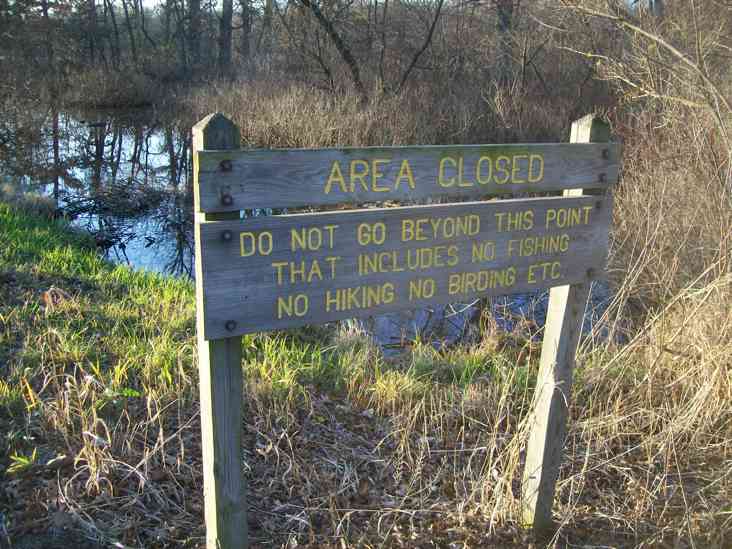 AREA CLOSED
DO NOT GO BEYOND THIS POINT
THAT INCLUDES NO FISHING
NO HIKING NO BIRDING ETC.